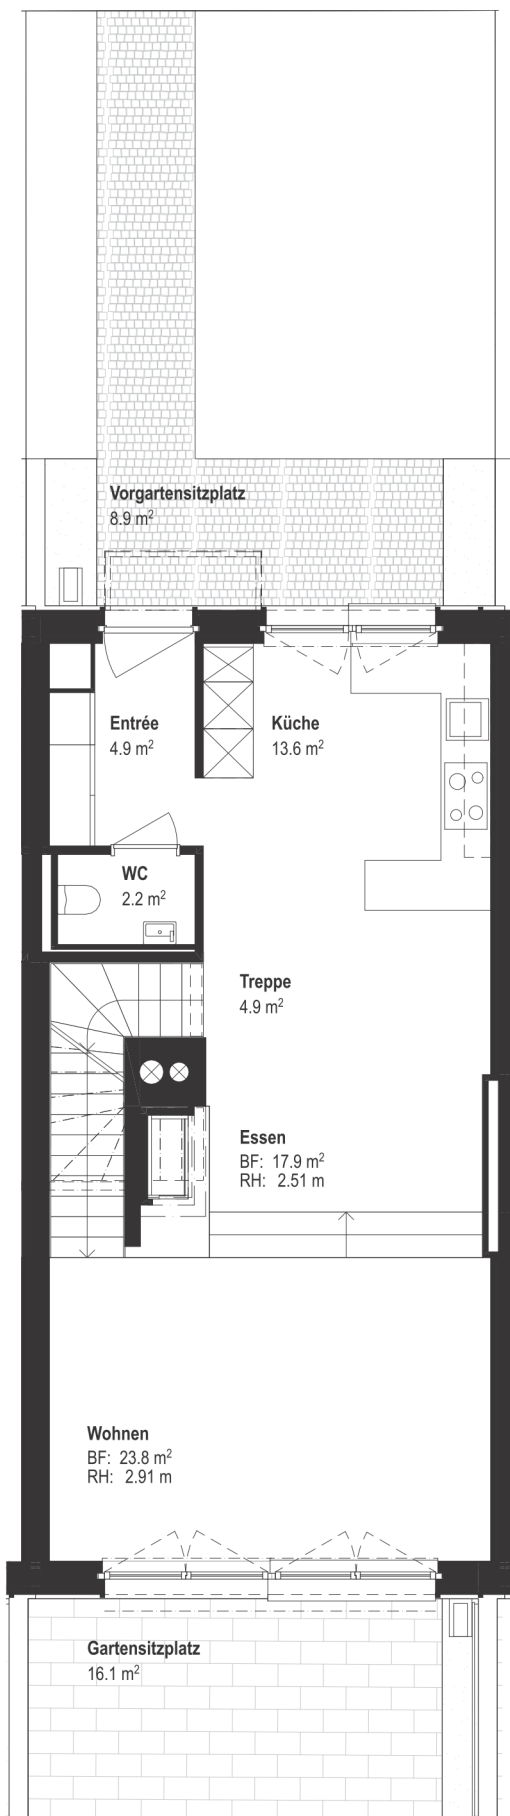 Vorgartensitzplatz
8.9 m²
Entrée
4.9 m²
Küche
13.6 m²
WC
2.2 m²
Treppe
4.9 m²
Essen
BF: 17.9 m²
RH: 2.51 m
Wohnen
BF: 23.8 m²
RH: 2.91 m
Gartensitzplatz
16.1 m²